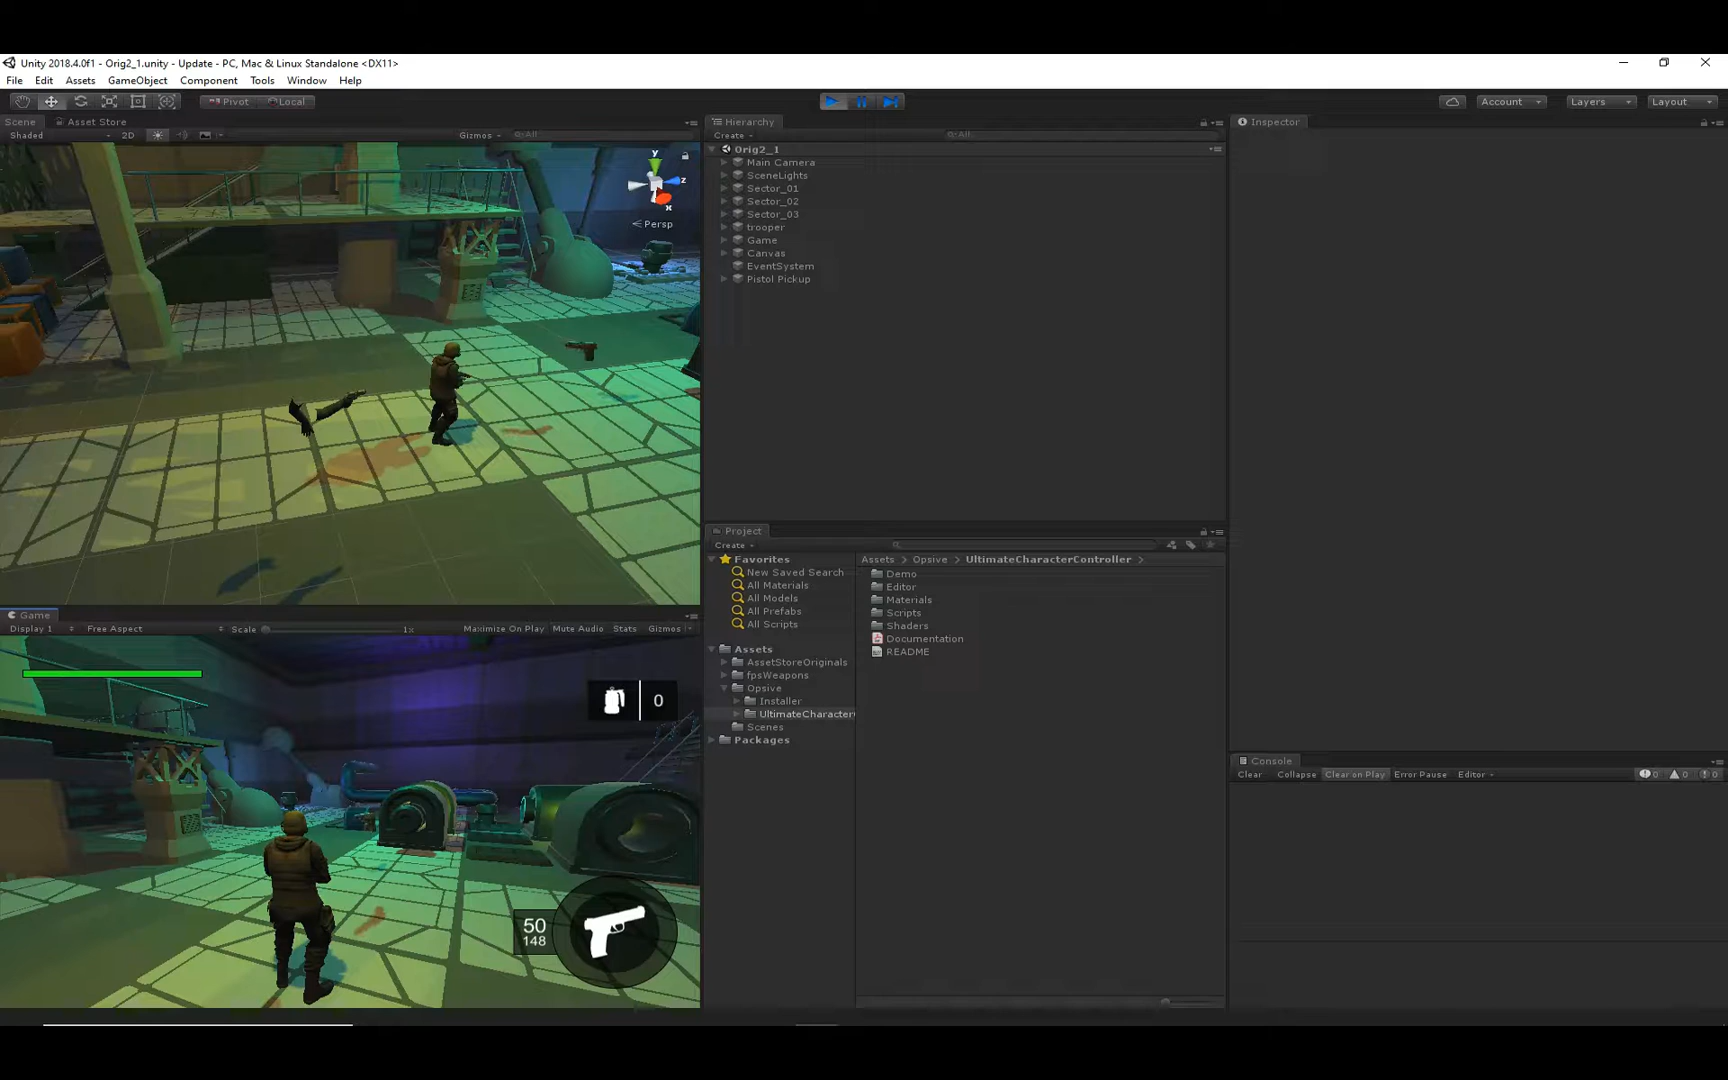 Unity 2018.4.0f1 - Orig2_1.unity - Update - PC, Mac & Linux Standalone <DX11>
File Edit Assets GameObject Component Tools Window Help
Pivot Local
Account Layers Layout
Scene Asset Store
Shaded 2D Gizmos All
y
z
x
Persp
Hierarchy
Create All
Orig2_1
Main Camera
SceneLights
Sector_01
Sector_02
Sector_03
trooper
Game
Canvas
EventSystem
Pistol Pickup
Inspector
Project
Create
Favorites
New Saved Search
All Materials
All Models
All Prefabs
All Scripts
Assets
AssetStoreOriginals
fpsWeapons
Opsive
Installer
UltimateCharacter
Scenes
Packages
Assets > Opsive > UltimateCharacterController >
Demo
Editor
Materials
Scripts
Shaders
Documentation
README
Game
Display 1 Free Aspect Scale 1x Maximize On Play Mute Audio Stats Gizmos
0
50
148
Console
Clear Collapse Clear on Play Error Pause Editor 0 0 0